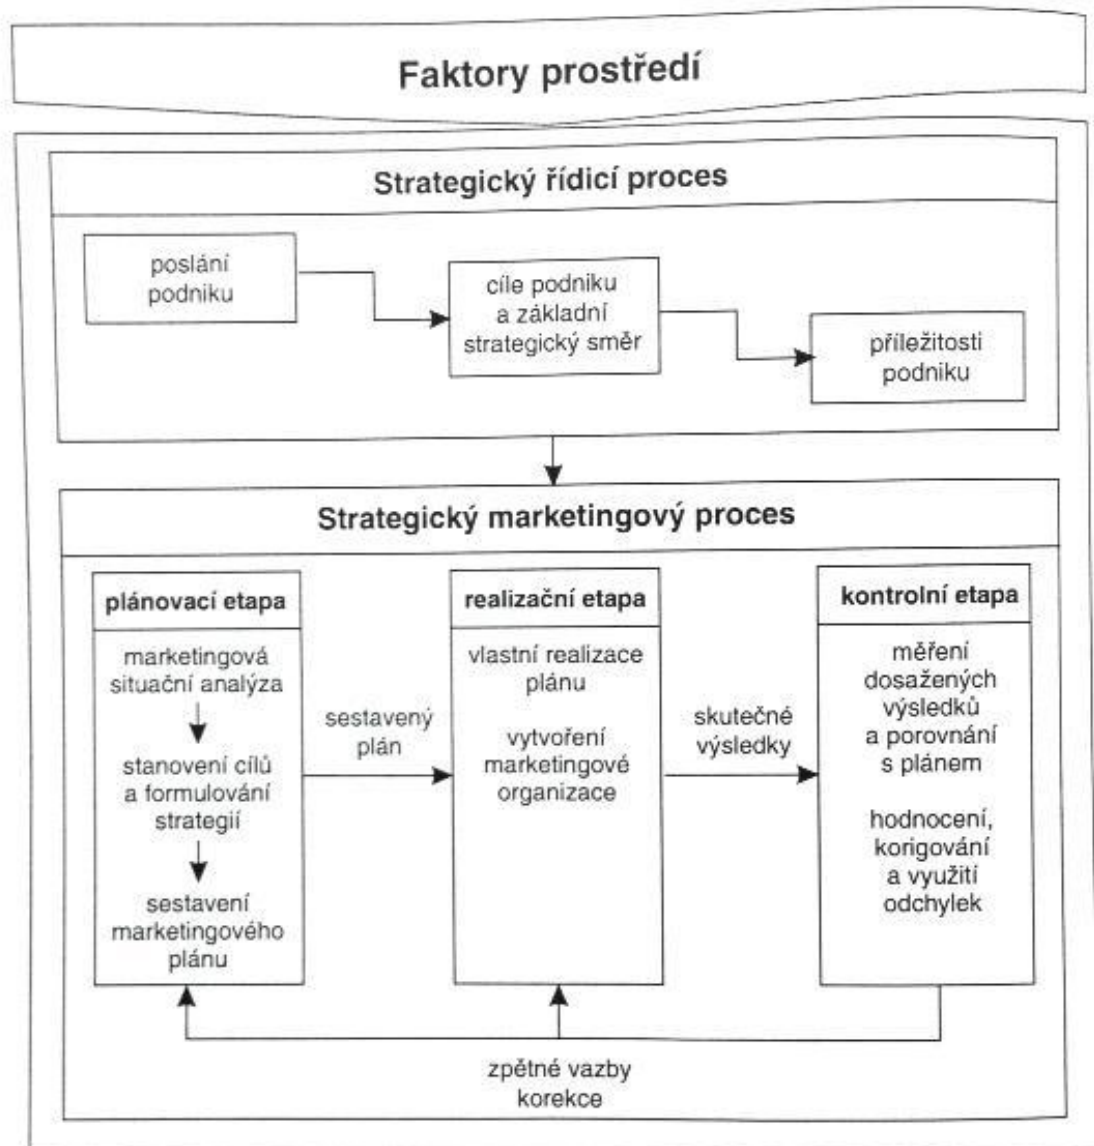 Faktory prostředí
Strategický řídicí proces
poslání
podniku
cíle podniku
a základní
strategický směr
příležitosti
podniku
Strategický marketingový proces
plánovací etapa
marketingová
situační analýza
stanovení cílů
a formulování
strategií
sestavení
marketingového
plánu
sestavený
plán
realizační etapa
vlastní realizace
plánu
vytvoření
marketingové
organizace
skutečné
výsledky
kontrolní etapa
měření
dosažených
výsledků
a porovnání
s plánem
hodnocení,
korigování
a využití
odchylek
zpětné vazby
korekce